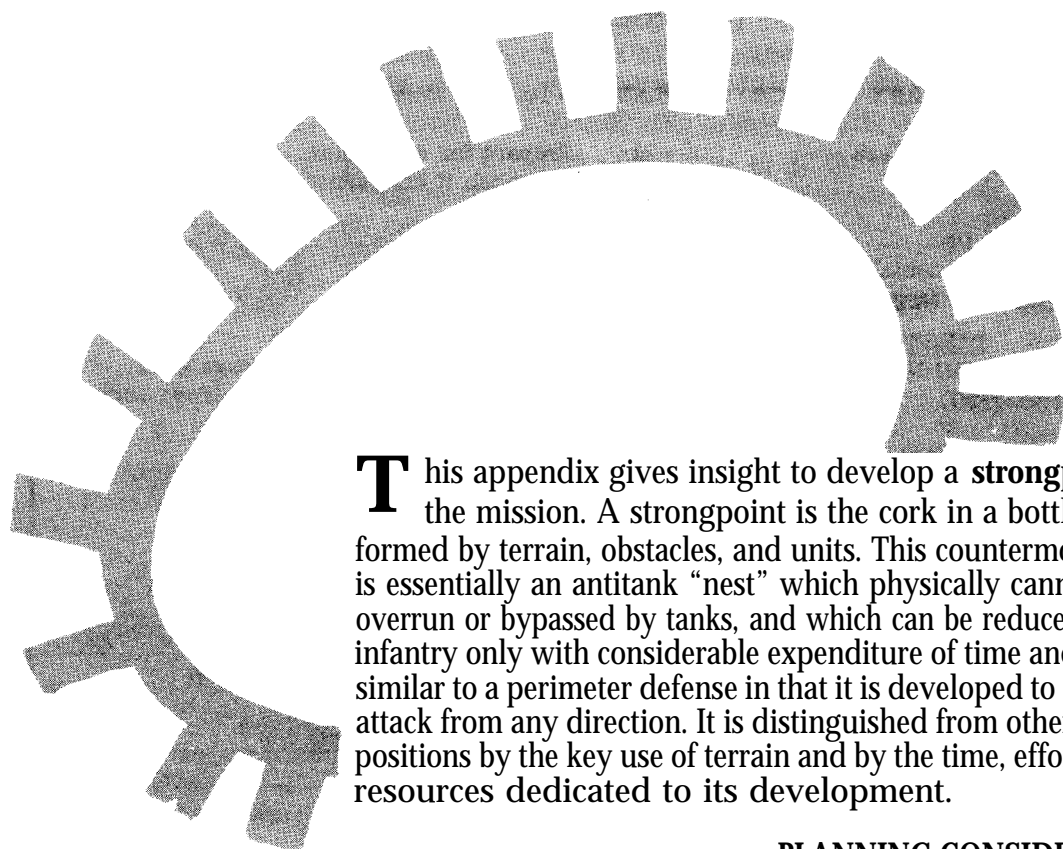 This appendix gives insight to develop a strongp
the mission. A strongpoint is the cork in a bottl
formed by terrain, obstacles, and units. This counterme
is essentially an antitank “nest” which physically cann
overrun or bypassed by tanks, and which can be reduce
infantry only with considerable expenditure of time and
similar to a perimeter defense in that it is developed to
attack from any direction. It is distinguished from othe
positions by the key use of terrain and by the time, effo
resources dedicated to its development.
PLANNING CONSIDE